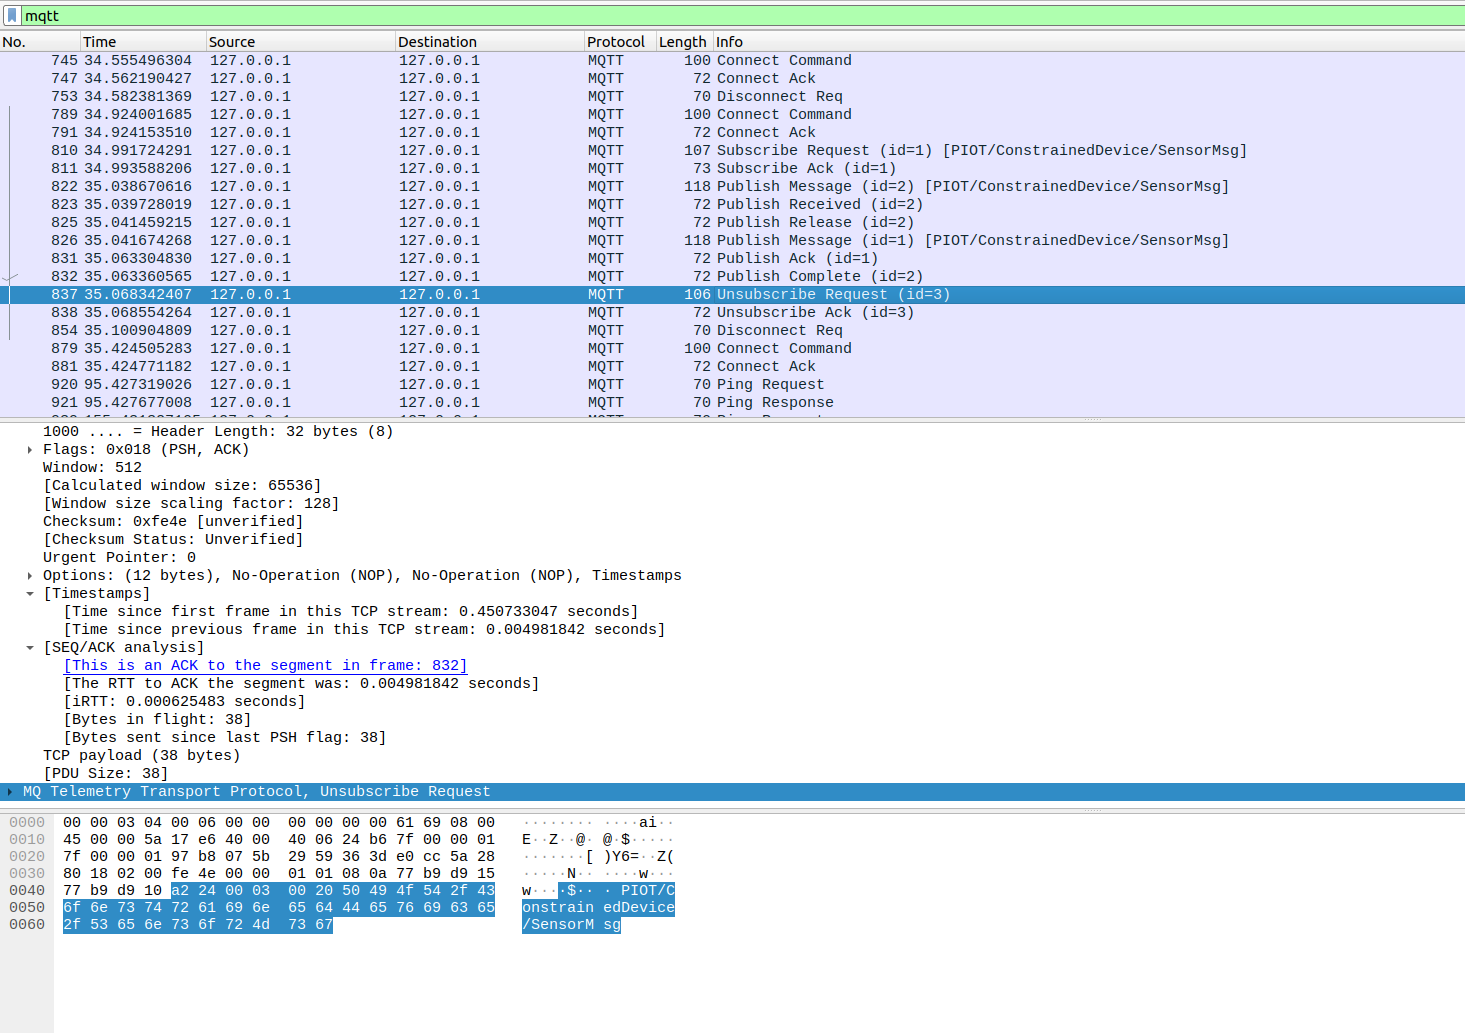 mqtt
No. Time Source Destination Protocol Length Info
745 34.555496304 127.0.0.1 127.0.0.1 MQTT 100 Connect Command
747 34.562190427 127.0.0.1 127.0.0.1 MQTT 72 Connect Ack
753 34.582381369 127.0.0.1 127.0.0.1 MQTT 70 Disconnect Req
789 34.924001685 127.0.0.1 127.0.0.1 MQTT 100 Connect Command
791 34.924153510 127.0.0.1 127.0.0.1 MQTT 72 Connect Ack
810 34.991724291 127.0.0.1 127.0.0.1 MQTT 107 Subscribe Request (id=1) [PIOT/ConstrainedDevice/SensorMsg]
811 34.993588206 127.0.0.1 127.0.0.1 MQTT 73 Subscribe Ack (id=1)
822 35.038670616 127.0.0.1 127.0.0.1 MQTT 118 Publish Message (id=2) [PIOT/ConstrainedDevice/SensorMsg]
823 35.039728019 127.0.0.1 127.0.0.1 MQTT 72 Publish Received (id=2)
825 35.041459215 127.0.0.1 127.0.0.1 MQTT 72 Publish Release (id=2)
826 35.041674268 127.0.0.1 127.0.0.1 MQTT 118 Publish Message (id=1) [PIOT/ConstrainedDevice/SensorMsg]
831 35.063304830 127.0.0.1 127.0.0.1 MQTT 72 Publish Ack (id=1)
832 35.063360565 127.0.0.1 127.0.0.1 MQTT 72 Publish Complete (id=2)
837 35.068342407 127.0.0.1 127.0.0.1 MQTT 106 Unsubscribe Request (id=3)
838 35.068554264 127.0.0.1 127.0.0.1 MQTT 72 Unsubscribe Ack (id=3)
854 35.100904809 127.0.0.1 127.0.0.1 MQTT 70 Disconnect Req
879 35.424505283 127.0.0.1 127.0.0.1 MQTT 100 Connect Command
881 35.424771182 127.0.0.1 127.0.0.1 MQTT 72 Connect Ack
920 95.427319026 127.0.0.1 127.0.0.1 MQTT 70 Ping Request
921 95.427677008 127.0.0.1 127.0.0.1 MQTT 70 Ping Response
1000 .... = Header Length: 32 bytes (8)
Flags: 0x018 (PSH, ACK)
Window: 512
[Calculated window size: 65536]
[Window size scaling factor: 128]
Checksum: 0xfe4e [unverified]
[Checksum Status: Unverified]
Urgent Pointer: 0
Options: (12 bytes), No-Operation (NOP), No-Operation (NOP), Timestamps
[Timestamps]
[Time since first frame in this TCP stream: 0.450733047 seconds]
[Time since previous frame in this TCP stream: 0.004981842 seconds]
[SEQ/ACK analysis]
[This is an ACK to the segment in frame: 832]
[The RTT to ACK the segment was: 0.004981842 seconds]
[iRTT: 0.000625483 seconds]
[Bytes in flight: 38]
[Bytes sent since last PSH flag: 38]
TCP payload (38 bytes)
[PDU Size: 38]
MQ Telemetry Transport Protocol, Unsubscribe Request
0000 00 00 03 04 00 06 00 00 00 00 00 00 61 69 08 00 ········ ····ai··
0010 45 00 00 5a 17 e6 40 00 40 06 24 b6 7f 00 00 01 E··Z··@· @·$·····
0020 7f 00 00 01 97 b8 07 5b 29 59 36 3d e0 cc 5a 28 ·······[ )Y6=··Z(
0030 80 18 02 00 fe 4e 00 00 01 01 08 0a 77 b9 d9 15 ·····N·· ····w···
0040 77 b9 d9 10 a2 24 00 03 00 20 50 49 4f 54 2f 43 w····$·· · PIOT/C
0050 6f 6e 73 74 72 61 69 6e 65 64 44 65 76 69 63 65 onstrain edDevice
0060 2f 53 65 6e 73 6f 72 4d 73 67 /SensorM sg